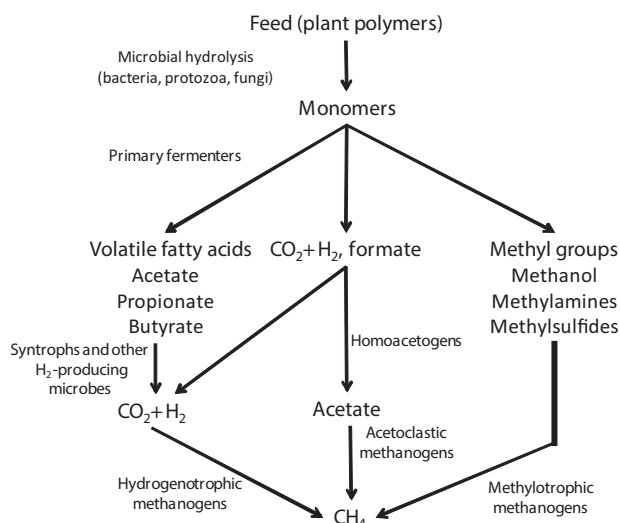 Feed (plant polymers)
Microbial hydrolysis
(bacteria, protozoa, fungi)
Monomers
Primary fermenters
Volatile fatty acids
Acetate
Propionate
Butyrate
CO₂+H₂, formate
Methyl groups
Methanol
Methylamines
Methylsulfides
Syntrophs and other
H₂-producing
microbes
Homoacetogens
CO₂+H₂
Acetate
Acetoclastic
methanogens
Hydrogenotrophic
methanogens
Methylotrophic
methanogens
CH₄